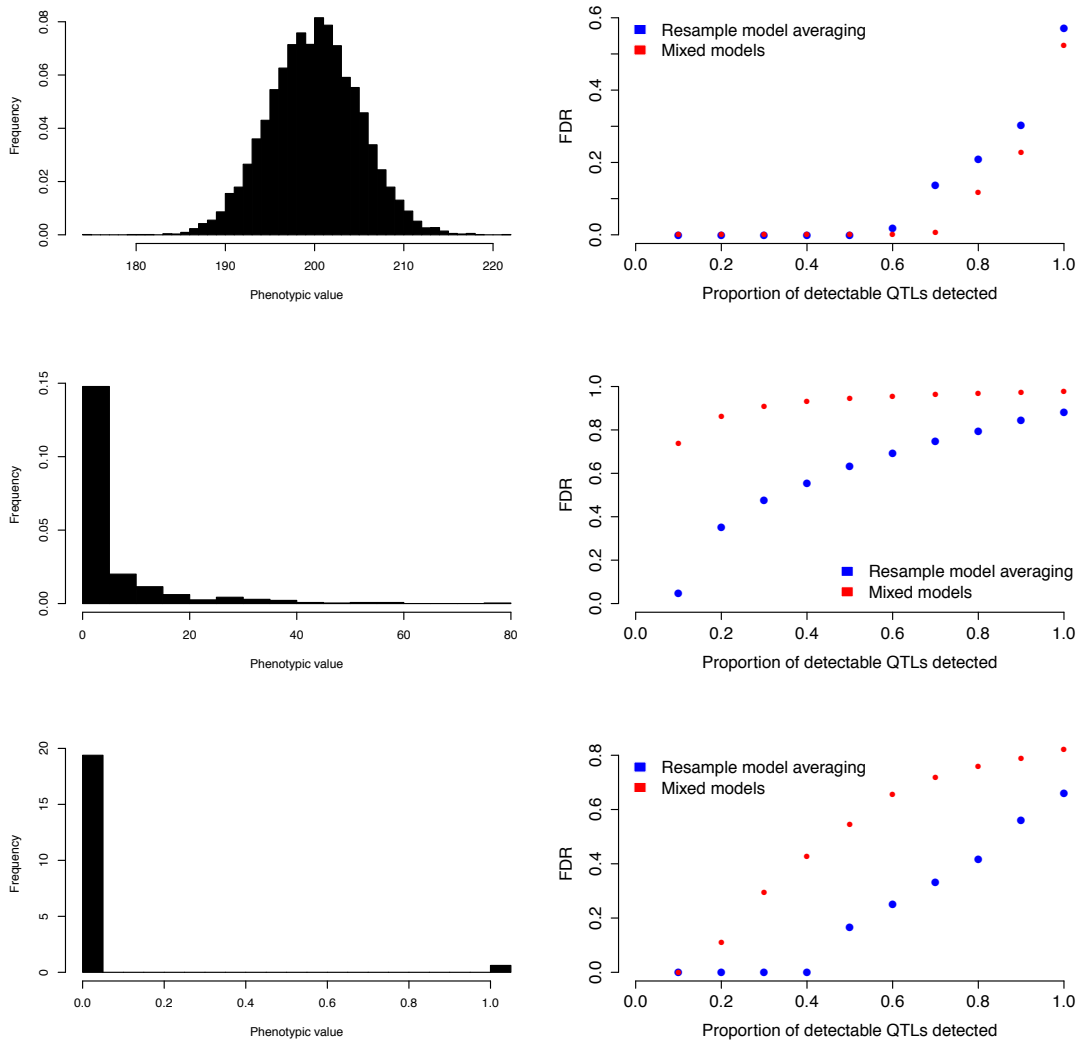 0.00 0.02 0.04 0.06 0.08
Frequency
180 190 200 210 220
Phenotypic value
Resample model averaging
Mixed models
0.0 0.2 0.4 0.6
FDR
0.0 0.2 0.4 0.6 0.8 1.0
Proportion of detectable QTLs detected
0.00 0.05 0.10 0.15
Frequency
0 20 40 60 80
Phenotypic value
0.0 0.2 0.4 0.6 0.8 1.0
FDR
Resample model averaging
Mixed models
0.0 0.2 0.4 0.6 0.8 1.0
Proportion of detectable QTLs detected
0 5 10 15 20
Frequency
0.0 0.2 0.4 0.6 0.8 1.0
Phenotypic value
Resample model averaging
Mixed models
0.0 0.2 0.4 0.6 0.8
FDR
0.0 0.2 0.4 0.6 0.8 1.0
Proportion of detectable QTLs detected